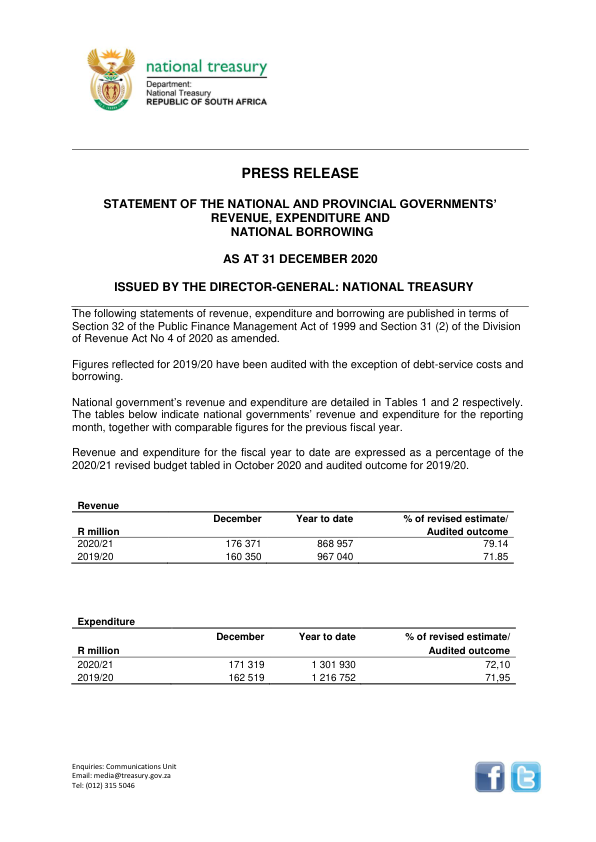 national treasury
Department:
National Treasury
REPUBLIC OF SOUTH AFRICA
PRESS RELEASE
STATEMENT OF THE NATIONAL AND PROVINCIAL GOVERNMENTS'
REVENUE, EXPENDITURE AND
NATIONAL BORROWING
AS AT 31 DECEMBER 2020
ISSUED BY THE DIRECTOR-GENERAL: NATIONAL TREASURY
The following statements of revenue, expenditure and borrowing are published in terms of
Section 32 of the Public Finance Management Act of 1999 and Section 31 (2) of the Division
of Revenue Act No 4 of 2020 as amended.
Figures reflected for 2019/20 have been audited with the exception of debt-service costs and
borrowing.
National government's revenue and expenditure are detailed in Tables 1 and 2 respectively.
The tables below indicate national governments' revenue and expenditure for the reporting
month, together with comparable figures for the previous fiscal year.
Revenue and expenditure for the fiscal year to date are expressed as a percentage of the
2020/21 revised budget tabled in October 2020 and audited outcome for 2019/20.
Revenue
December Year to date % of revised estimate/
R million Audited outcome
2020/21 176 371 868 957 79.14
2019/20 160 350 967 040 71.85
Expenditure
December Year to date % of revised estimate/
R million Audited outcome
2020/21 171 319 1 301 930 72,10
2019/20 162 519 1 216 752 71,95
Enquiries: Communications Unit
Email: media@treasury.gov.za
Tel: (012) 315 5046